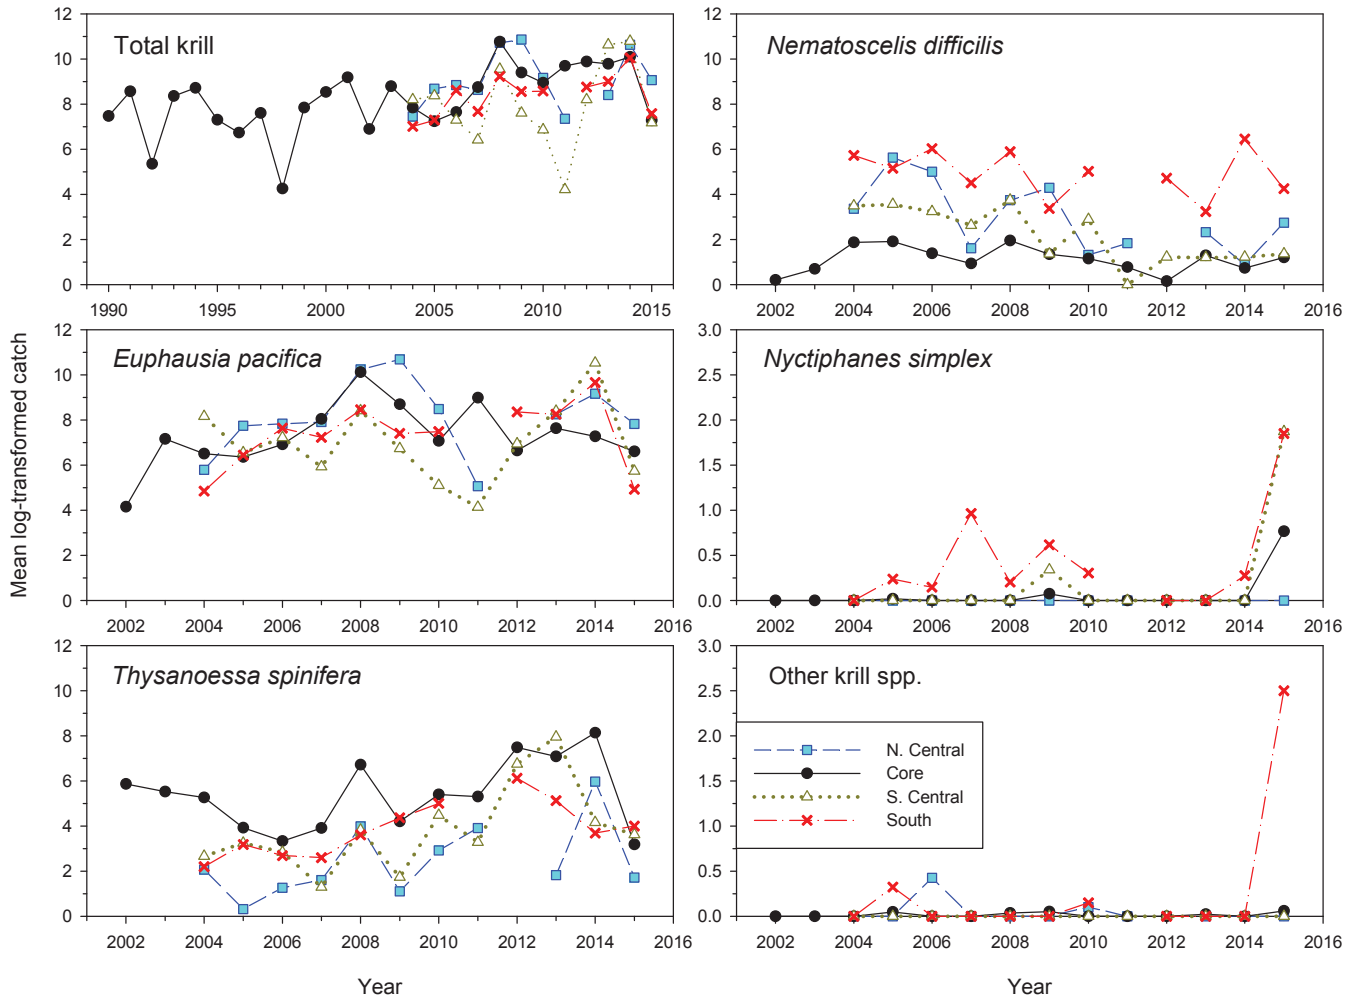 Total krill
12
10
8
6
4
2
0
1990 1995 2000 2005 2010 2015
Nematoscelis difficilis
12
10
8
6
4
2
0
2002 2004 2006 2008 2010 2012 2014 2016
Euphausia pacifica
12
10
8
6
4
2
0
2002 2004 2006 2008 2010 2012 2014 2016
Nyctiphanes simplex
3.0
2.5
2.0
1.5
1.0
0.5
0.0
2002 2004 2006 2008 2010 2012 2014 2016
Mean log-transformed catch
Thysanoessa spinifera
12
10
8
6
4
2
0
2002 2004 2006 2008 2010 2012 2014 2016
Year
Other krill spp.
3.0
2.5
2.0
1.5
1.0
0.5
0.0
N. Central
Core
S. Central
South
2002 2004 2006 2008 2010 2012 2014 2016
Year